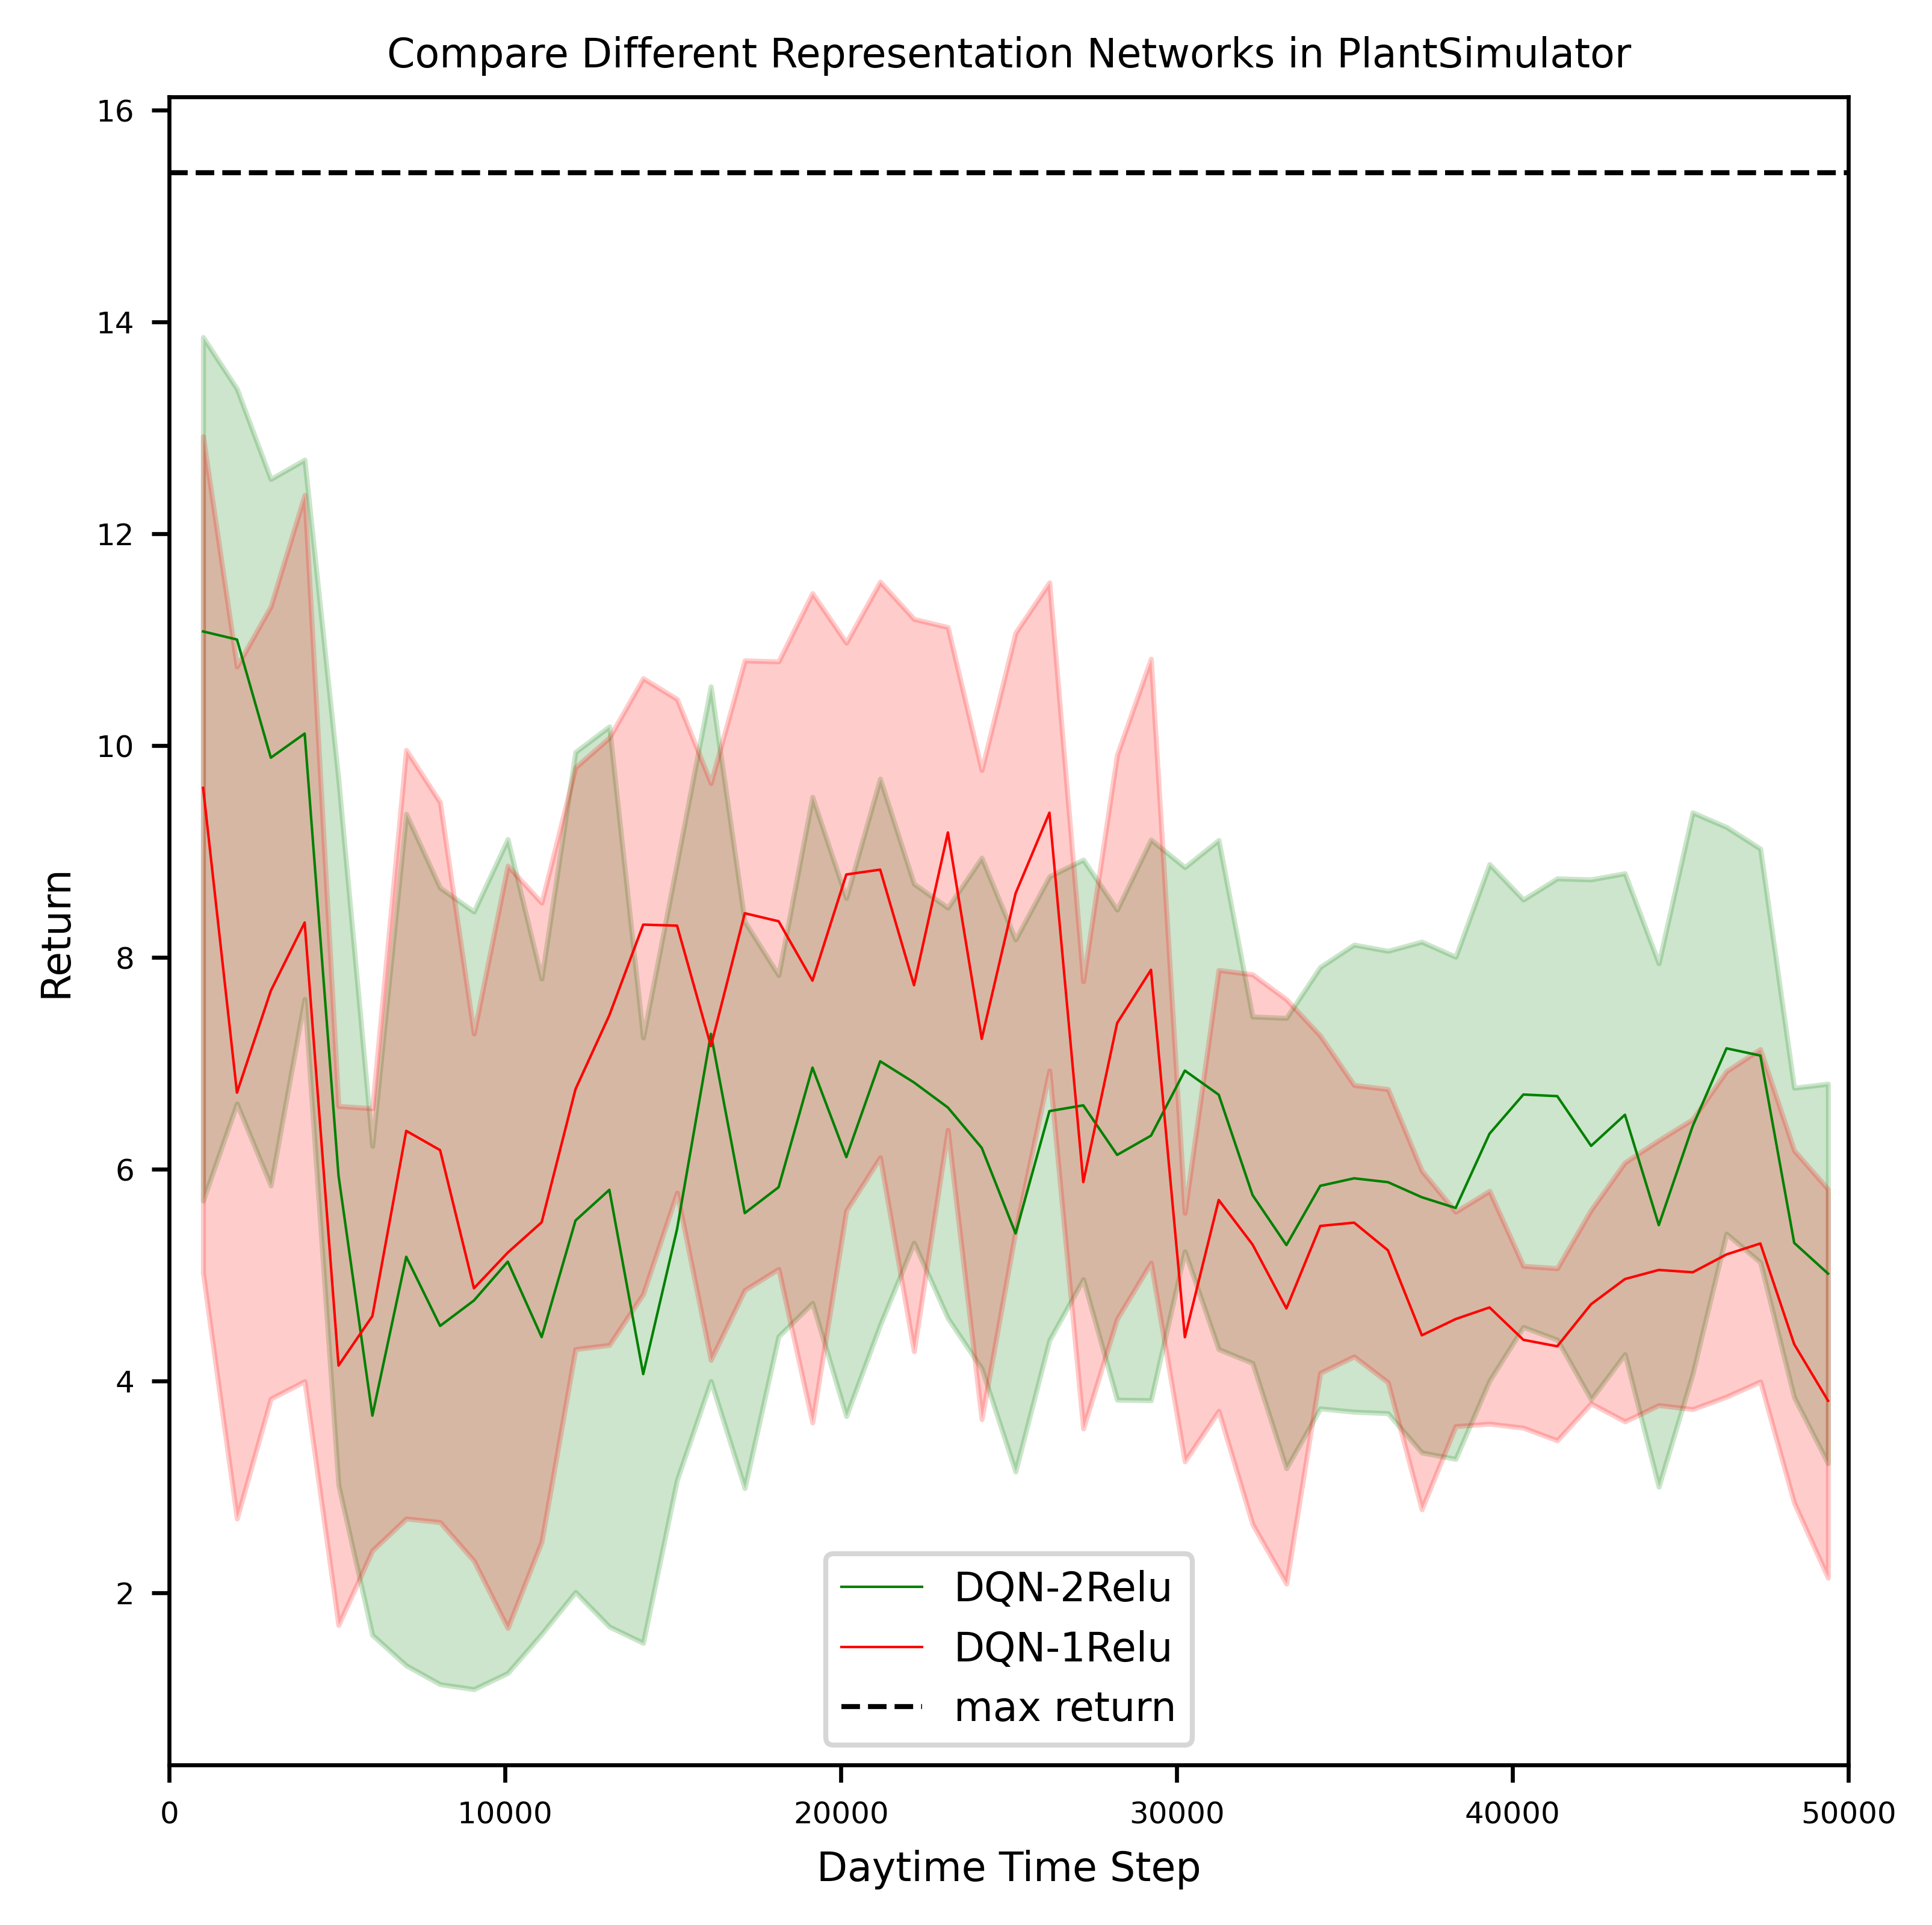 Compare Different Representation Networks in PlantSimulator
16
14
12
10
8
6
4
2
Return
DQN-2Relu
DQN-1Relu
max return
0 10000 20000 30000 40000 50000
Daytime Time Step